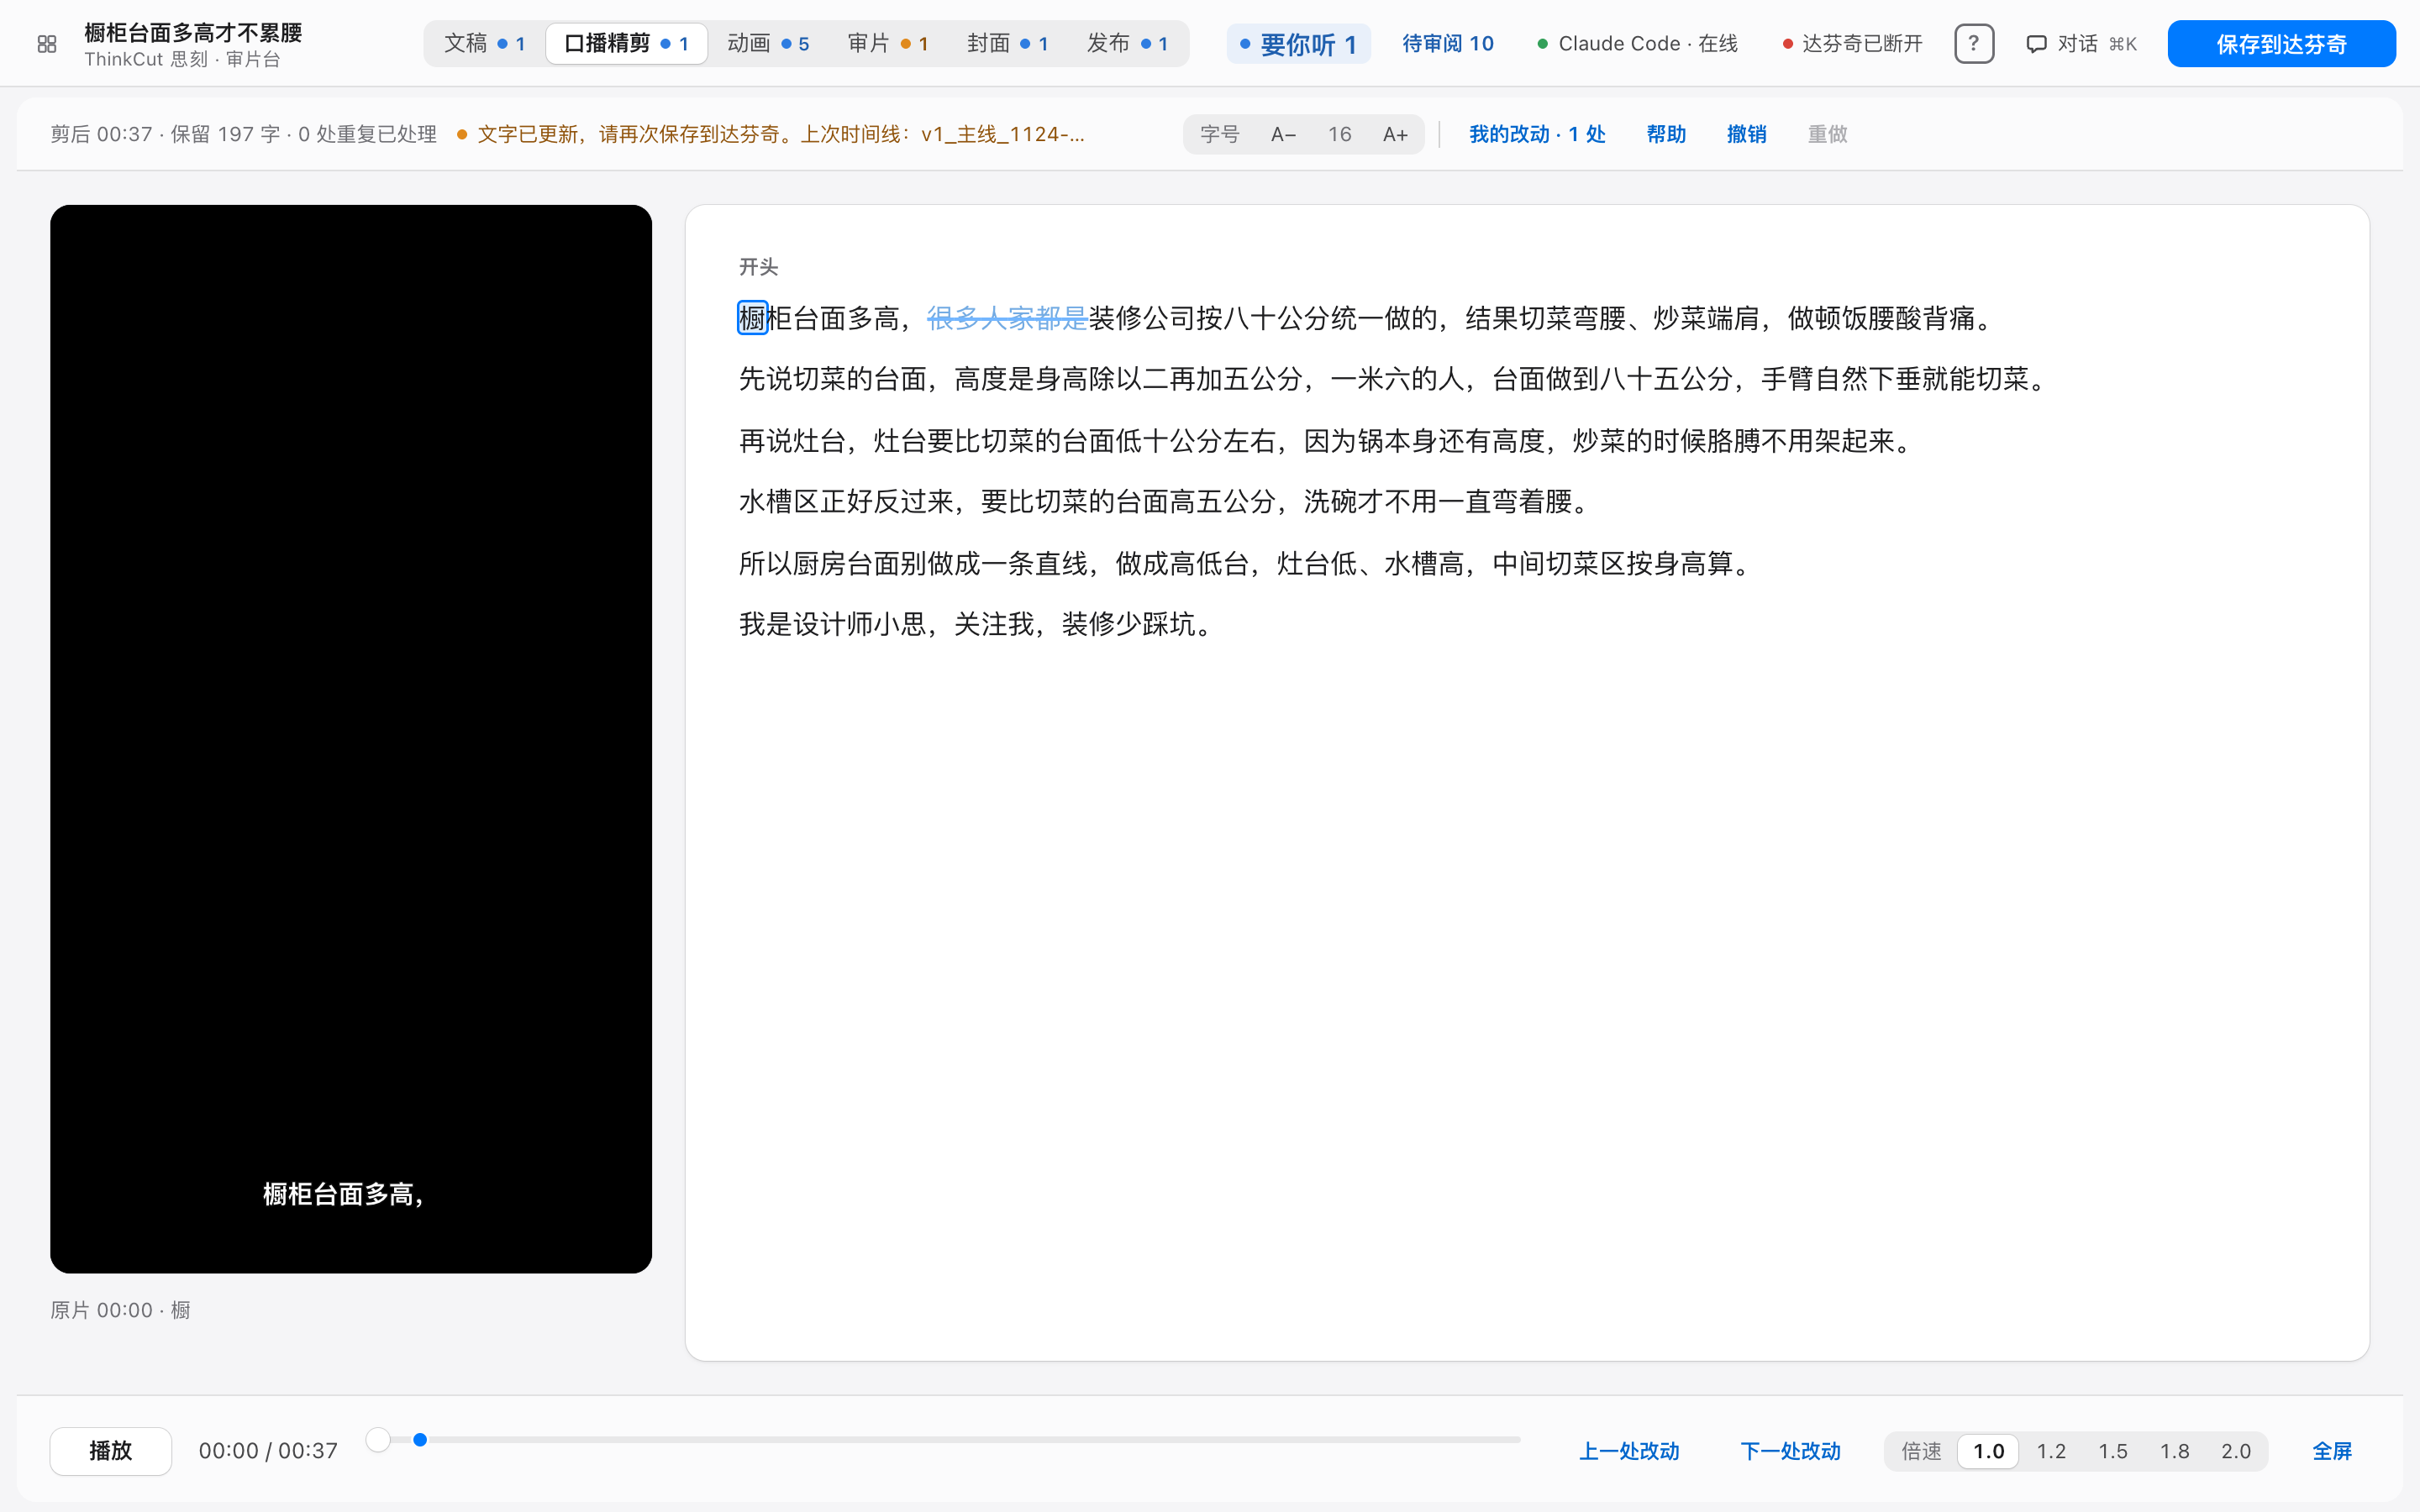 橱柜台面多高才不累腰
ThinkCut 思刻 · 审片台
文稿 1 口播精剪 1 动画 5 审片 1 封面 1 发布 1
要你听 1 待审阅 10 Claude Code · 在线 达芬奇已断开 ? 对话 ⌘K 保存到达芬奇
剪后 00:37 · 保留 197 字 · 0 处重复已处理 文字已更新，请再次保存到达芬奇。上次时间线：v1_主线_1124-...
字号 A− 16 A+ 我的改动 · 1 处 帮助 撤销 重做
开头
橱柜台面多高，很多人家都是装修公司按八十公分统一做的，结果切菜弯腰、炒菜端肩，做顿饭腰酸背痛。
先说切菜的台面，高度是身高除以二再加五公分，一米六的人，台面做到八十五公分，手臂自然下垂就能切菜。
再说灶台，灶台要比切菜的台面低十公分左右，因为锅本身还有高度，炒菜的时候胳膊不用架起来。
水槽区正好反过来，要比切菜的台面高五公分，洗碗才不用一直弯着腰。
所以厨房台面别做成一条直线，做成高低台，灶台低、水槽高，中间切菜区按身高算。
我是设计师小思，关注我，装修少踩坑。
橱柜台面多高，
原片 00:00 · 橱
播放 00:00 / 00:37 上一处改动 下一处改动 倍速 1.0 1.2 1.5 1.8 2.0 全屏